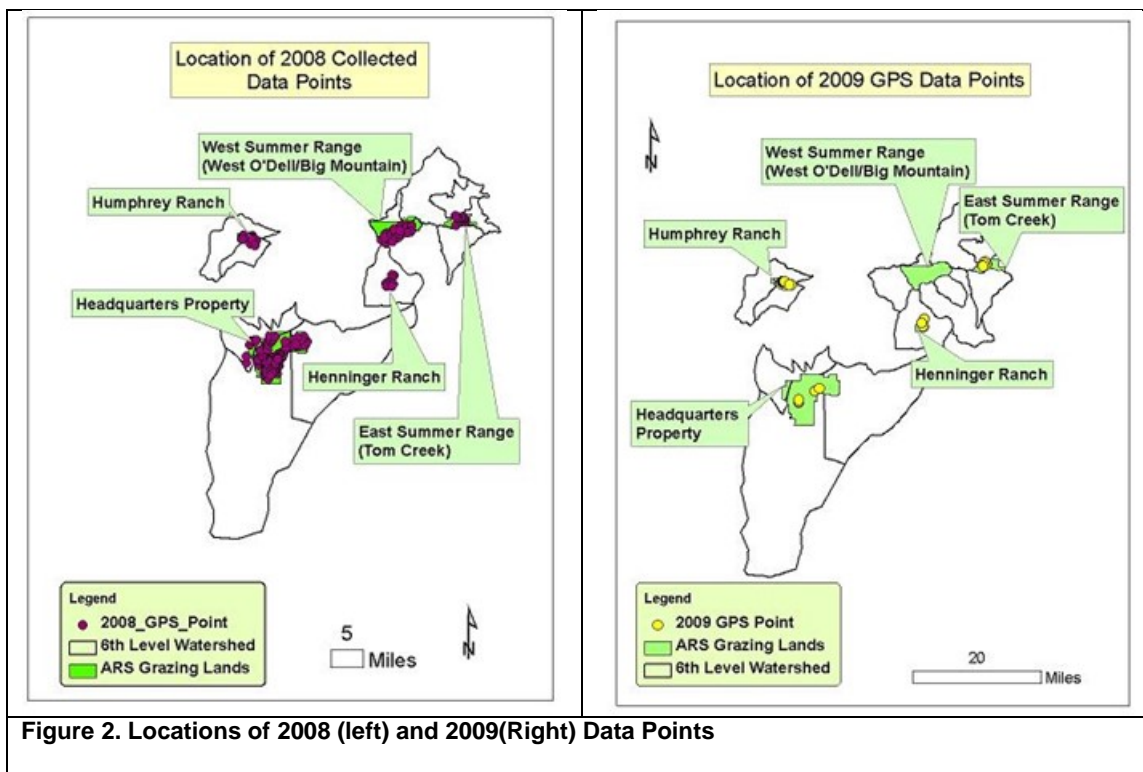 Location of 2008 Collected
Data Points
West Summer Range
(West O'Dell/Big Mountain)
Humphrey Ranch
Headquarters Property
Henninger Ranch
East Summer Range
(Tom Creek)
Legend
2008_GPS_Point
6th Level Watershed
ARS Grazing Lands
5
Miles
N
Location of 2009 GPS Data Points
N
West Summer Range
(West O'Dell/Big Mountain)
East Summer Range
(Tom Creek)
Humphrey Ranch
Henninger Ranch
Headquarters
Property
Legend
2009 GPS Point
ARS Grazing Lands
6th Level Watershed
20
Miles
Figure 2. Locations of 2008 (left) and 2009(Right) Data Points